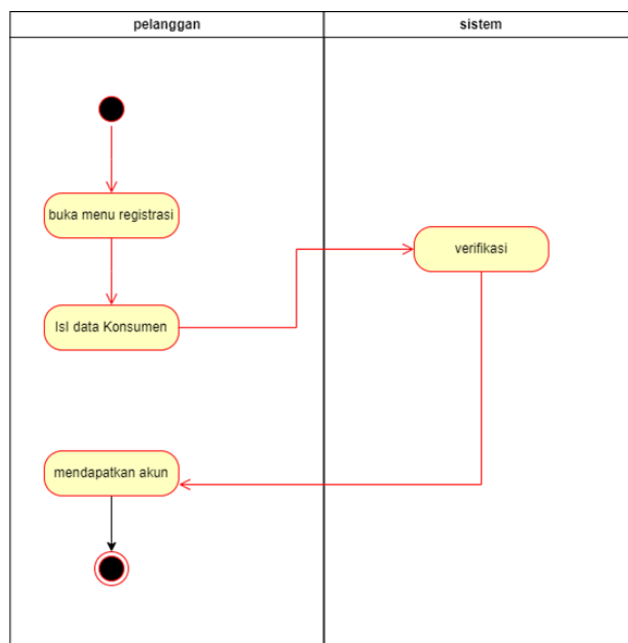 pelanggan
sistem
buka menu registrasi
verifikasi
IsI data Konsumen
mendapatkan akun